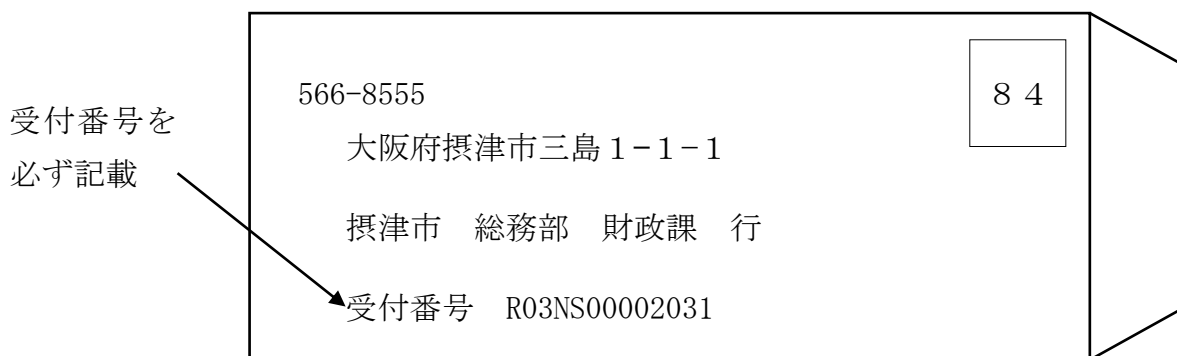 受付番号を
必ず記載
566-8555
８４
大阪府摂津市三島１−１−１
摂津市　総務部　財政課　行
受付番号　R03NS00002031